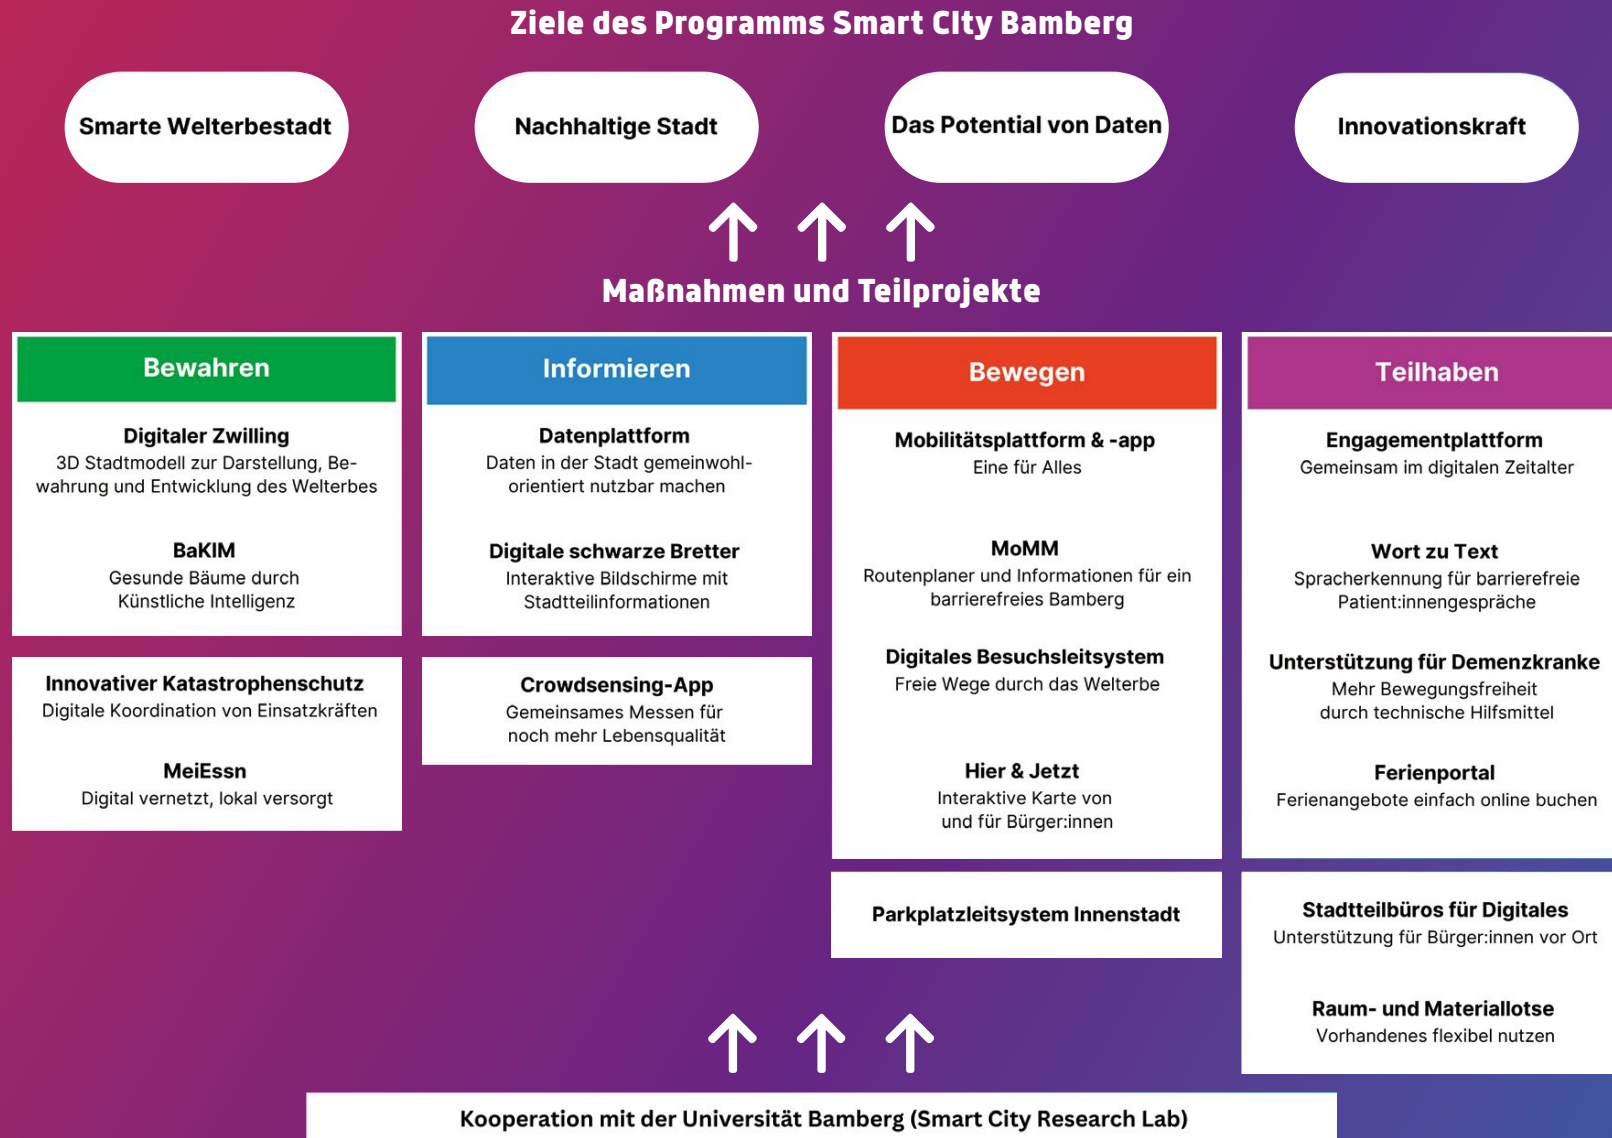 Ziele des Programms Smart CIty Bamberg
Smarte Welterbestadt
Nachhaltige Stadt
Das Potential von Daten
Innovationskraft
Maßnahmen und Teilprojekte
Bewahren
Digitaler Zwilling
3D Stadtmodell zur Darstellung, Be-
wahrung und Entwicklung des Welterbes
BaKIM
Gesunde Bäume durch
Künstliche Intelligenz
Innovativer Katastrophenschutz
Digitale Koordination von Einsatzkräften
MeiEssn
Digital vernetzt, lokal versorgt
Informieren
Datenplattform
Daten in der Stadt gemeinwohl-
orientiert nutzbar machen
Digitale schwarze Bretter
Interaktive Bildschirme mit
Stadtteilinformationen
Crowdsensing-App
Gemeinsames Messen für
noch mehr Lebensqualität
Bewegen
Mobilitätsplattform & -app
Eine für Alles
MoMM
Routenplaner und Informationen für ein
barrierefreies Bamberg
Digitales Besuchsleitsystem
Freie Wege durch das Welterbe
Hier & Jetzt
Interaktive Karte von
und für Bürger:innen
Parkplatzleitsystem Innenstadt
Teilhaben
Engagementplattform
Gemeinsam im digitalen Zeitalter
Wort zu Text
Spracherkennung für barrierefreie
Patient:innengespräche
Unterstützung für Demenzkranke
Mehr Bewegungsfreiheit
durch technische Hilfsmittel
Ferienportal
Ferienangebote einfach online buchen
Stadtteilbüros für Digitales
Unterstützung für Bürger:innen vor Ort
Raum- und Materiallotse
Vorhandenes flexibel nutzen
Kooperation mit der Universität Bamberg (Smart City Research Lab)